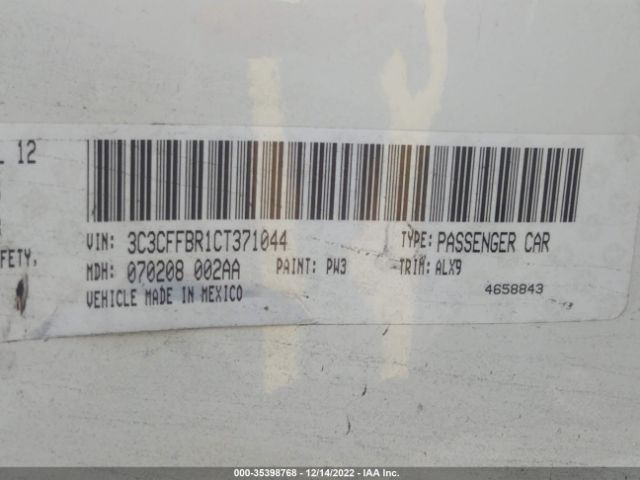 L 12
VIN: 3C3CFFBR1CT371044 TYPE: PASSENGER CAR
FETY,
MDH: 070208 002AA PAINT: PW3 TRIM: ALX9
VEHICLE MADE IN MEXICO 4658843
000-35398768 - 12/14/2022 - IAA Inc.